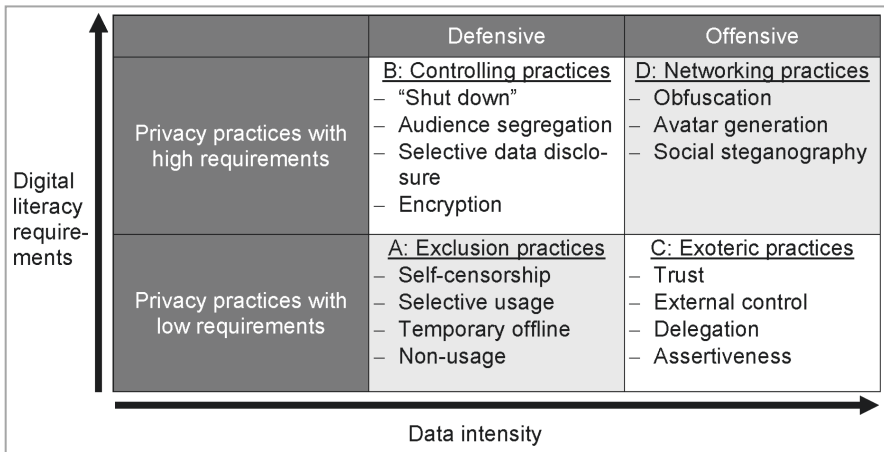 Defensive
Offensive
Digital
literacy
require-
ments
Privacy practices with
high requirements
B: Controlling practices
– “Shut down”
– Audience segregation
– Selective data disclo-
sure
– Encryption
D: Networking practices
– Obfuscation
– Avatar generation
– Social steganography
Privacy practices with
low requirements
A: Exclusion practices
– Self-censorship
– Selective usage
– Temporary offline
– Non-usage
C: Exoteric practices
– Trust
– External control
– Delegation
– Assertiveness
Data intensity